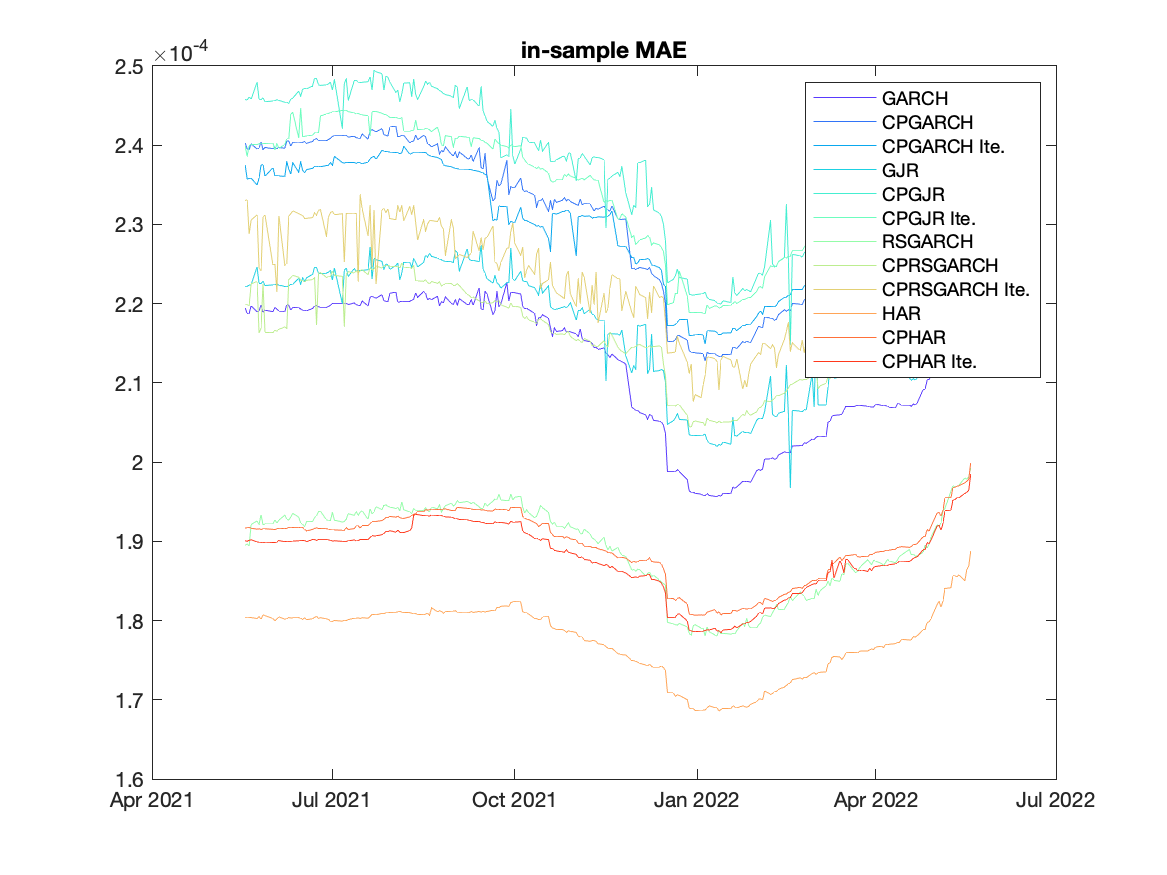 in-sample MAE
×10-4
2.5
2.4
2.3
2.2
2.1
2
1.9
1.8
1.7
1.6
Apr 2021
Jul 2021
Oct 2021
Jan 2022
Apr 2022
Jul 2022
GARCH
CPGARCH
CPGARCH Ite.
GJR
CPGJR
CPGJR Ite.
RSGARCH
CPRSGARCH
CPRSGARCH Ite.
HAR
CPHAR
CPHAR Ite.